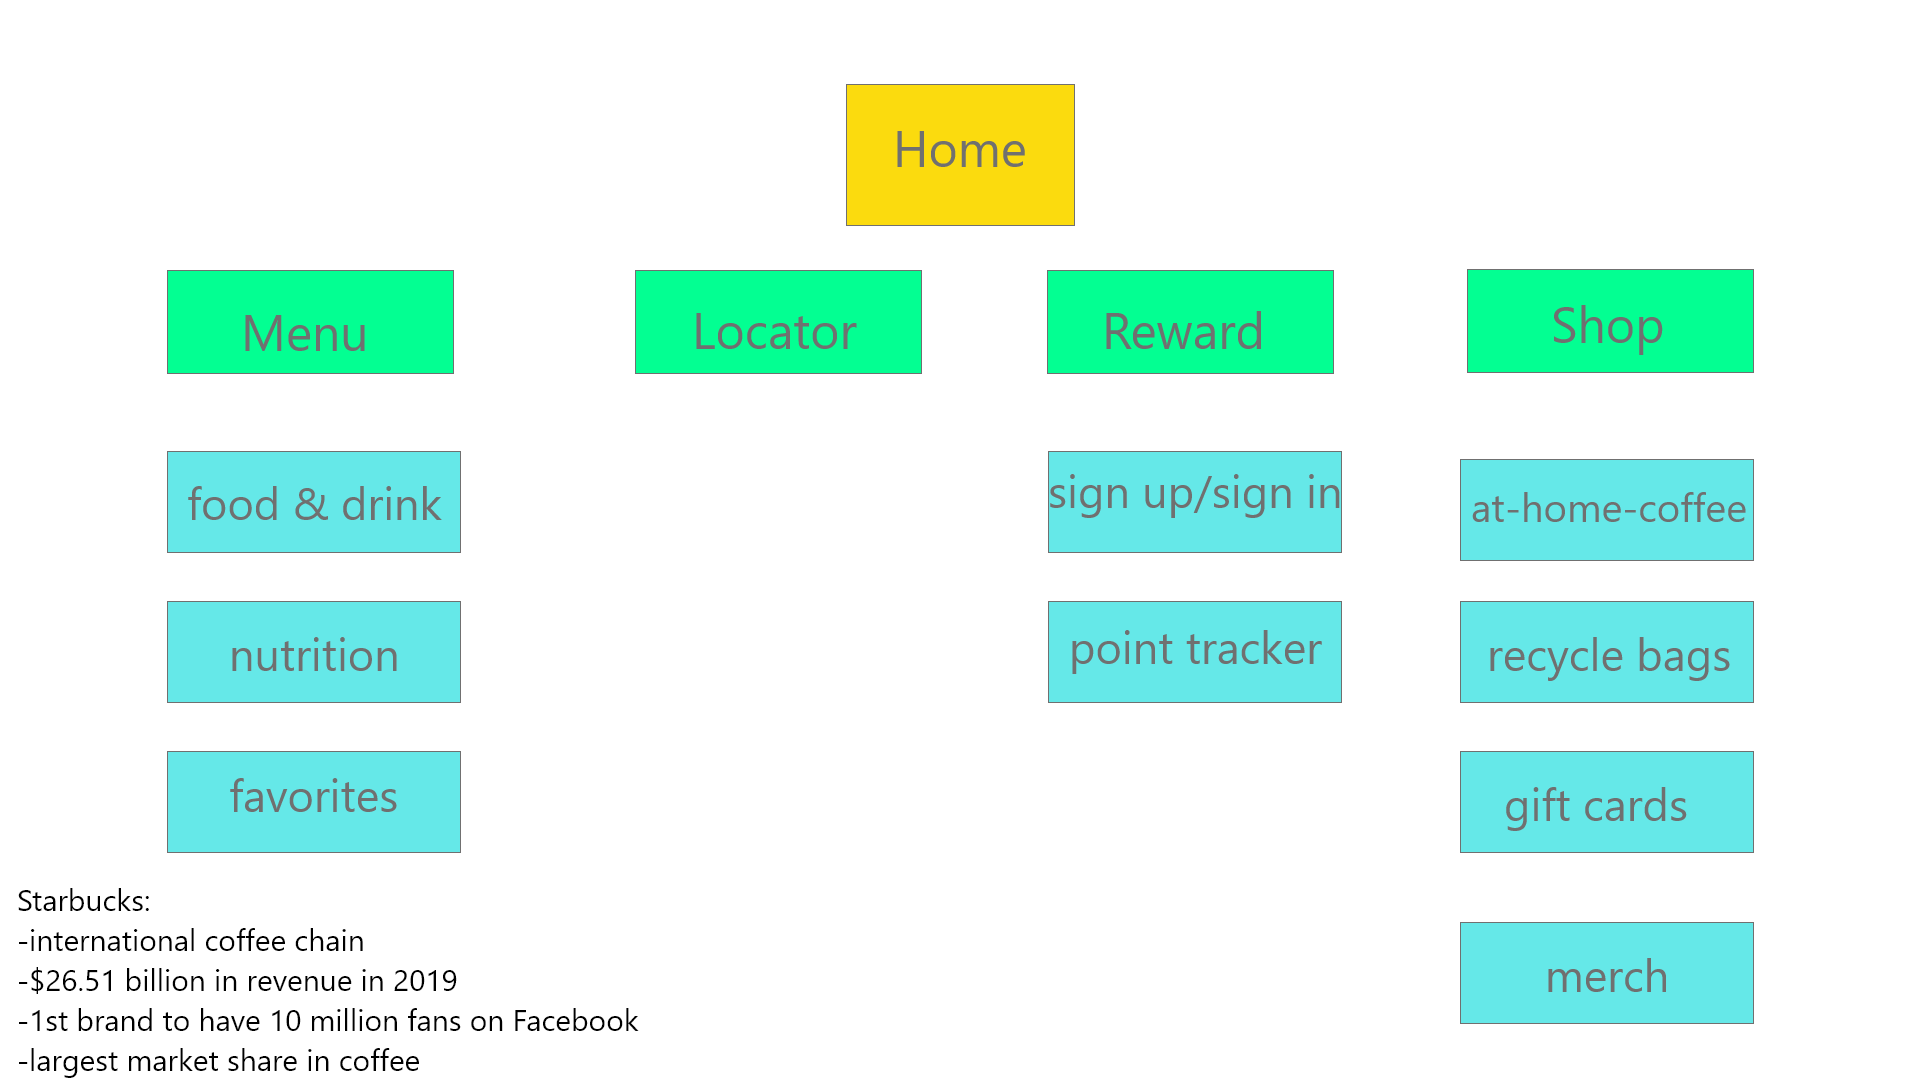 Home
Menu
Locator
Reward
Shop
food & drink
sign up/sign in
at-home-coffee
nutrition
point tracker
recycle bags
favorites
gift cards
merch
Starbucks:
-international coffee chain
-$26.51 billion in revenue in 2019
-1st brand to have 10 million fans on Facebook
-largest market share in coffee